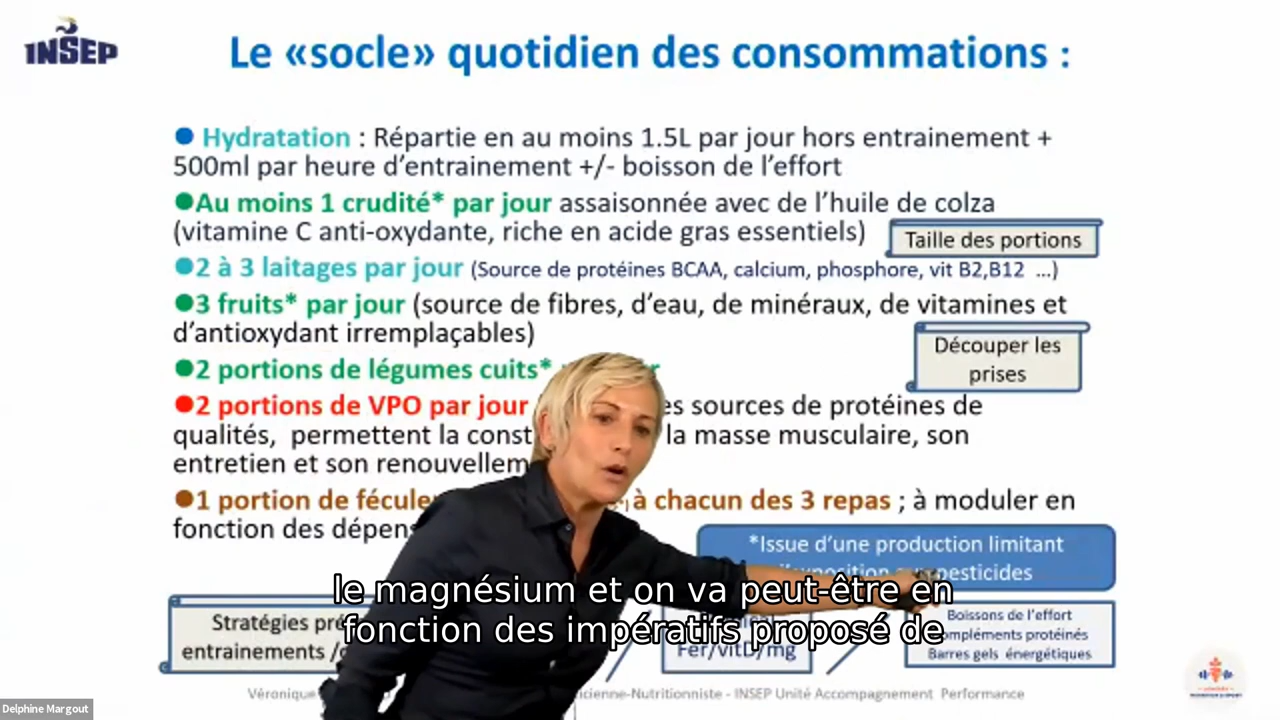 INSEP
Le «socle» quotidien des consommations :
Hydratation : Répartie en au moins 1.5L par jour hors entrainement +
500ml par heure d’entrainement +/- boisson de l’effort
Au moins 1 crudité* par jour assaisonnée avec de l’huile de colza
(vitamine C anti-oxydante, riche en acide gras essentiels)
Taille des portions
2 à 3 laitages par jour (Source de protéines BCAA, calcium, phosphore, vit B2,B12 …)
3 fruits* par jour (source de fibres, d’eau, de minéraux, de vitamines et
d’antioxydant irremplaçables)
Découper les
prises
2 portions de légumes cuits*
2 portions de VPO par jour sources de protéines de
qualités, permettent la la masse musculaire, son
entretien et son
1 portion de à chacun des 3 repas ; à moduler en
fonction des
*Issue d’une production limitant
pesticides
le magnésium et on va peut-être en
fonction des impératifs proposé de
Stratégies
entrainements
Fer/vitD/mg
Boissons de l’effort
protéinés
Barres gels énergétiques
Véronique Nutritionniste - INSEP Unité Accompagnement Performance
Delphine Margout